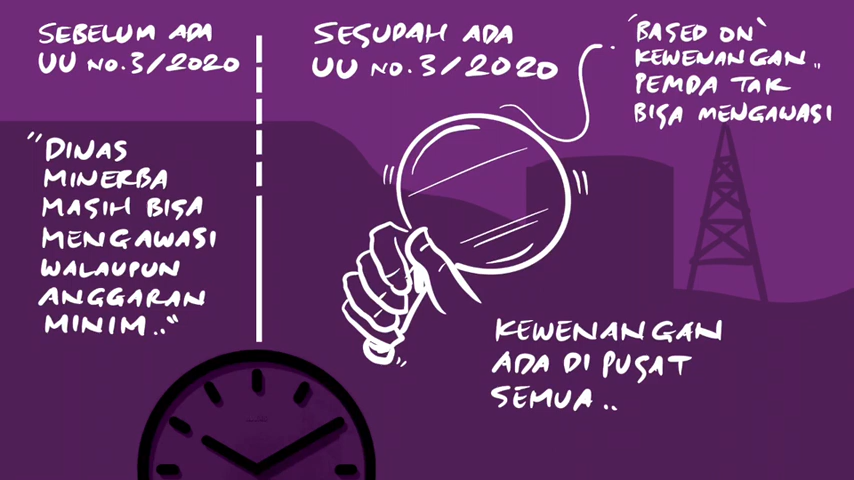 SEBELUM ADA
UU NO.3/2020
"DINAS
MINERBA
MASIH BISA
MENGAWASI
WALAUPUN
ANGGARAN
MINIM.."
SESUDAH ADA
UU NO.3/2020
"BASED ON"
KEWENANGAN..
PEMDA TAK
BISA MENGAWASI
KEWENANGAN
ADA DI PUSAT
SEMUA..